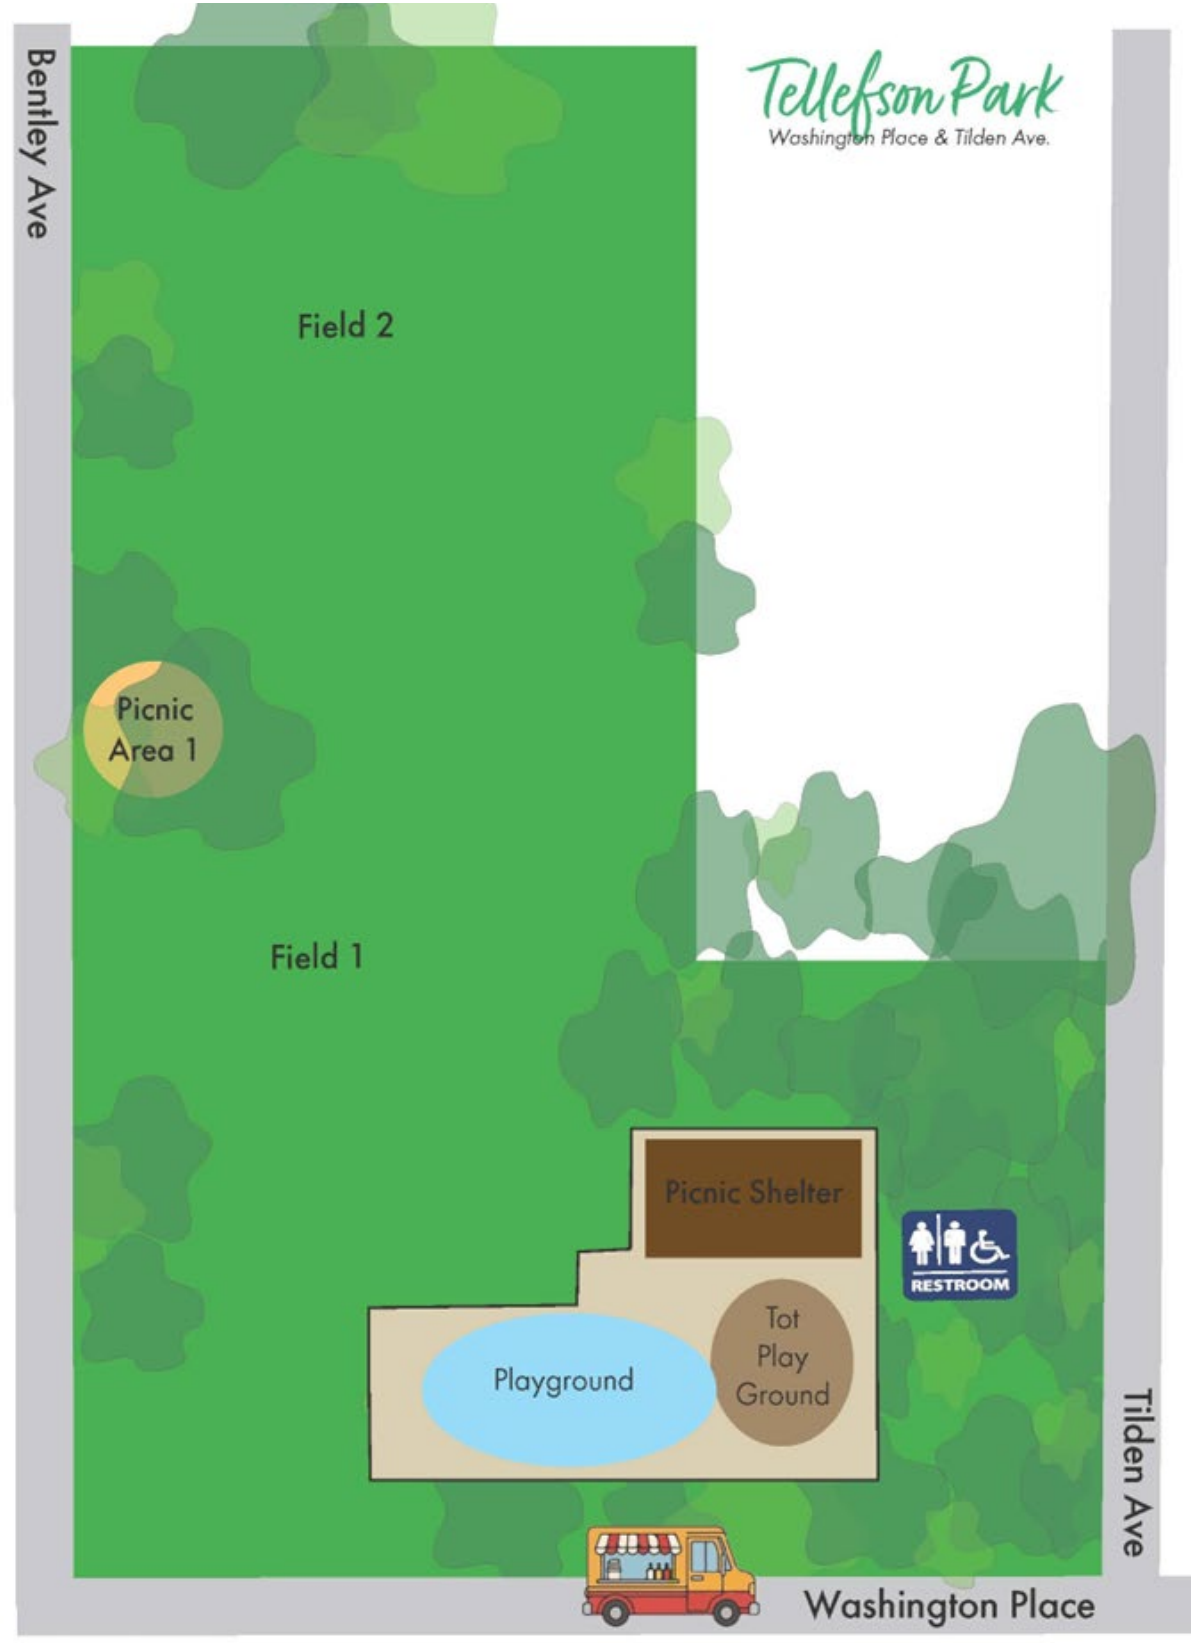 Tellefson Park
Washington Place & Tilden Ave.
Bentley Ave
Field 2
Picnic
Area 1
Field 1
Picnic Shelter
RESTROOM
Tot
Play
Ground
Playground
Tilden Ave
Washington Place